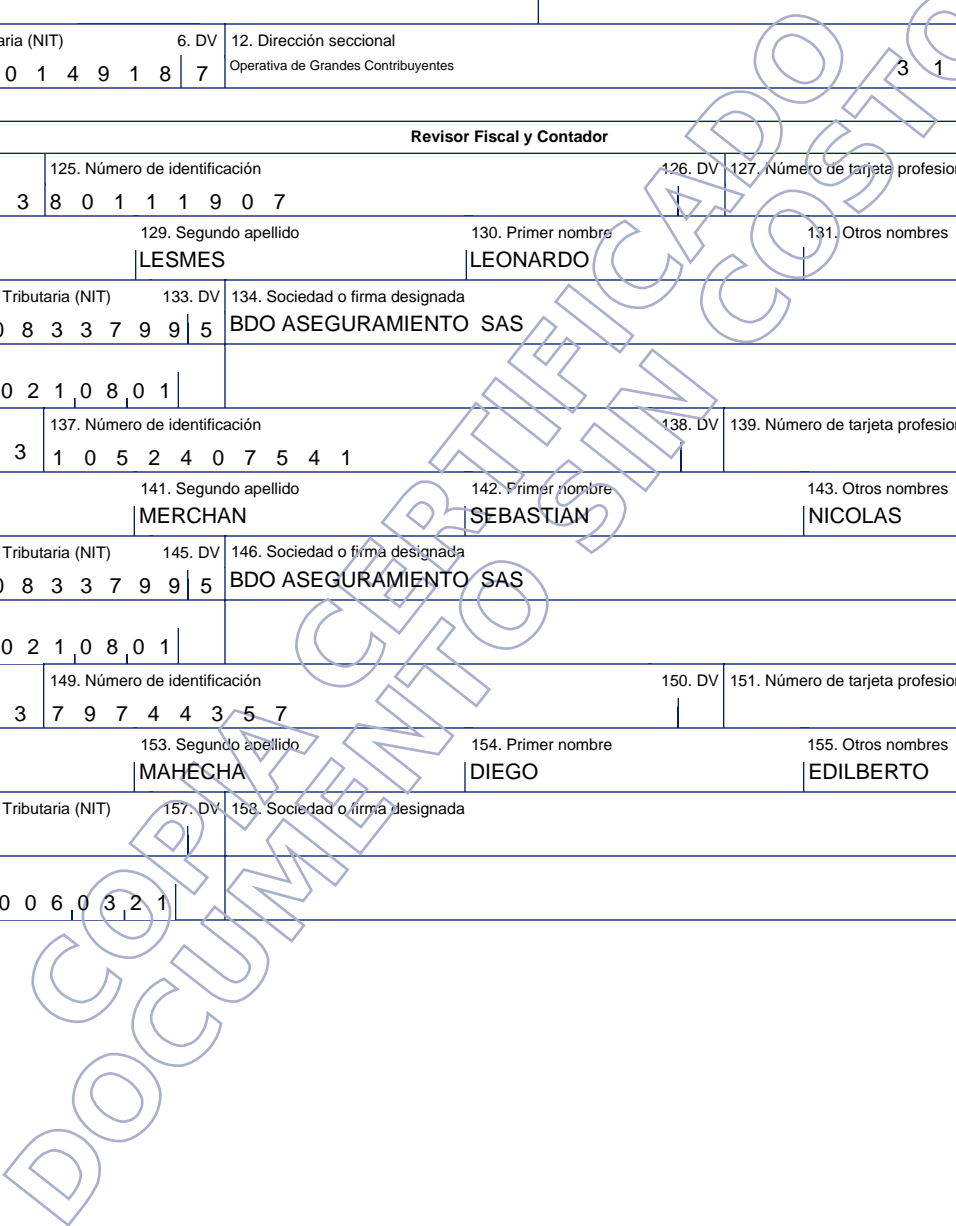 aria (NIT) 6. DV 12. Dirección seccional
0 1 4 9 1 8 7 Operativa de Grandes Contribuyentes 3 1
Revisor Fiscal y Contador
125. Número de identificación 126. DV 127. Número de tarjeta profesion
3 8 0 1 1 1 9 0 7
129. Segundo apellido 130. Primer nombre 131. Otros nombres
LESMES LEONARDO
Tributaria (NIT) 133. DV 134. Sociedad o firma designada
0 8 3 3 7 9 9 5 BDO ASEGURAMIENTO SAS
0 2 1 0 8 0 1
137. Número de identificación 138. DV 139. Número de tarjeta profesion
3 1 0 5 2 4 0 7 5 4 1
141. Segundo apellido 142. Primer nombre 143. Otros nombres
MERCHAN SEBASTIAN NICOLAS
Tributaria (NIT) 145. DV 146. Sociedad o firma designada
0 8 3 3 7 9 9 5 BDO ASEGURAMIENTO SAS
0 2 1 0 8 0 1
149. Número de identificación 150. DV 151. Número de tarjeta profesion
3 7 9 7 4 4 3 5 7
153. Segundo apellido 154. Primer nombre 155. Otros nombres
MAHECHA DIEGO EDILBERTO
Tributaria (NIT) 157. DV 158. Sociedad o firma designada
0 0 6 0 3 2 1
COPIA CERTIFICADO
DOCUMENTO SIN COSTO